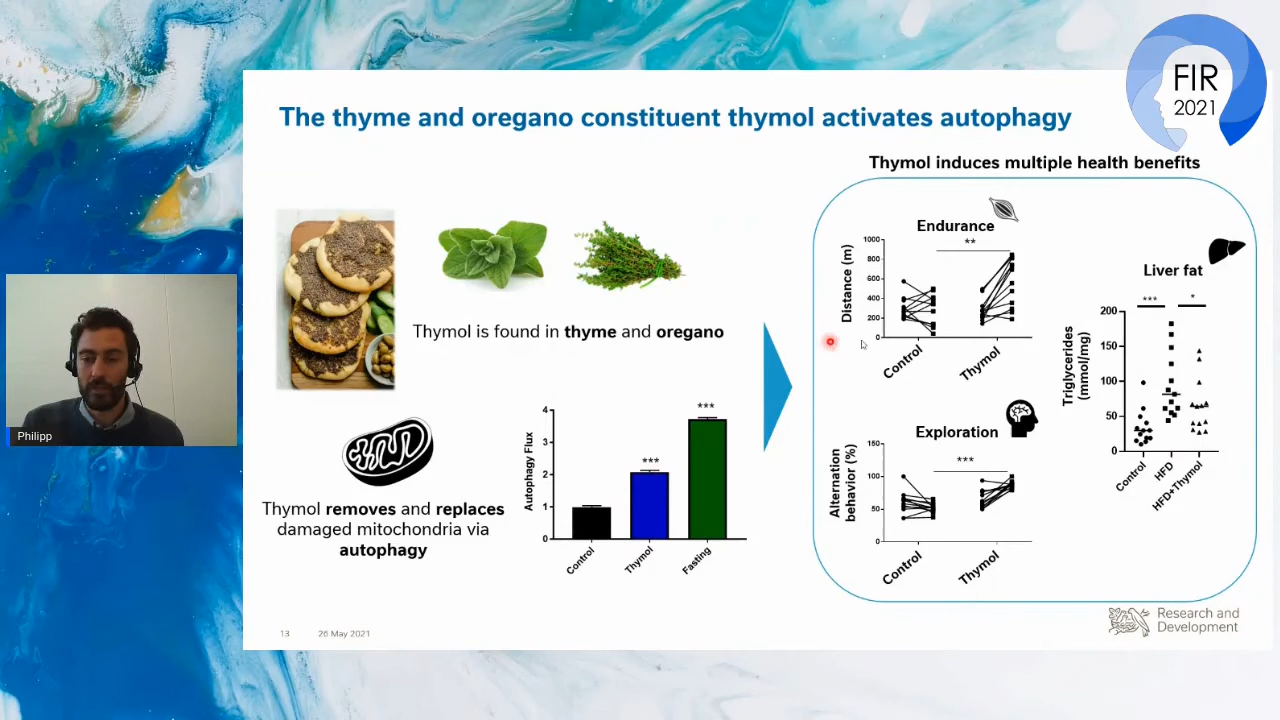 FIR
2021
The thyme and oregano constituent thymol activates autophagy
Thymol induces multiple health benefits
Thymol is found in thyme and oregano
Thymol removes and replaces
damaged mitochondria via
autophagy
Autophagy Flux
4
3
2
1
0
***
***
Control
Thymol
Fasting
Endurance
**
Distance (m)
1000
800
600
400
200
0
Control
Thymol
Exploration
***
Alternation
behavior (%)
150
100
50
0
Control
Thymol
Liver fat
***
*
Triglycerides
(mmol/mg)
200
150
100
50
0
Control
HFD
HFD+Thymol
Philipp
13
26 May 2021
Research and
Development